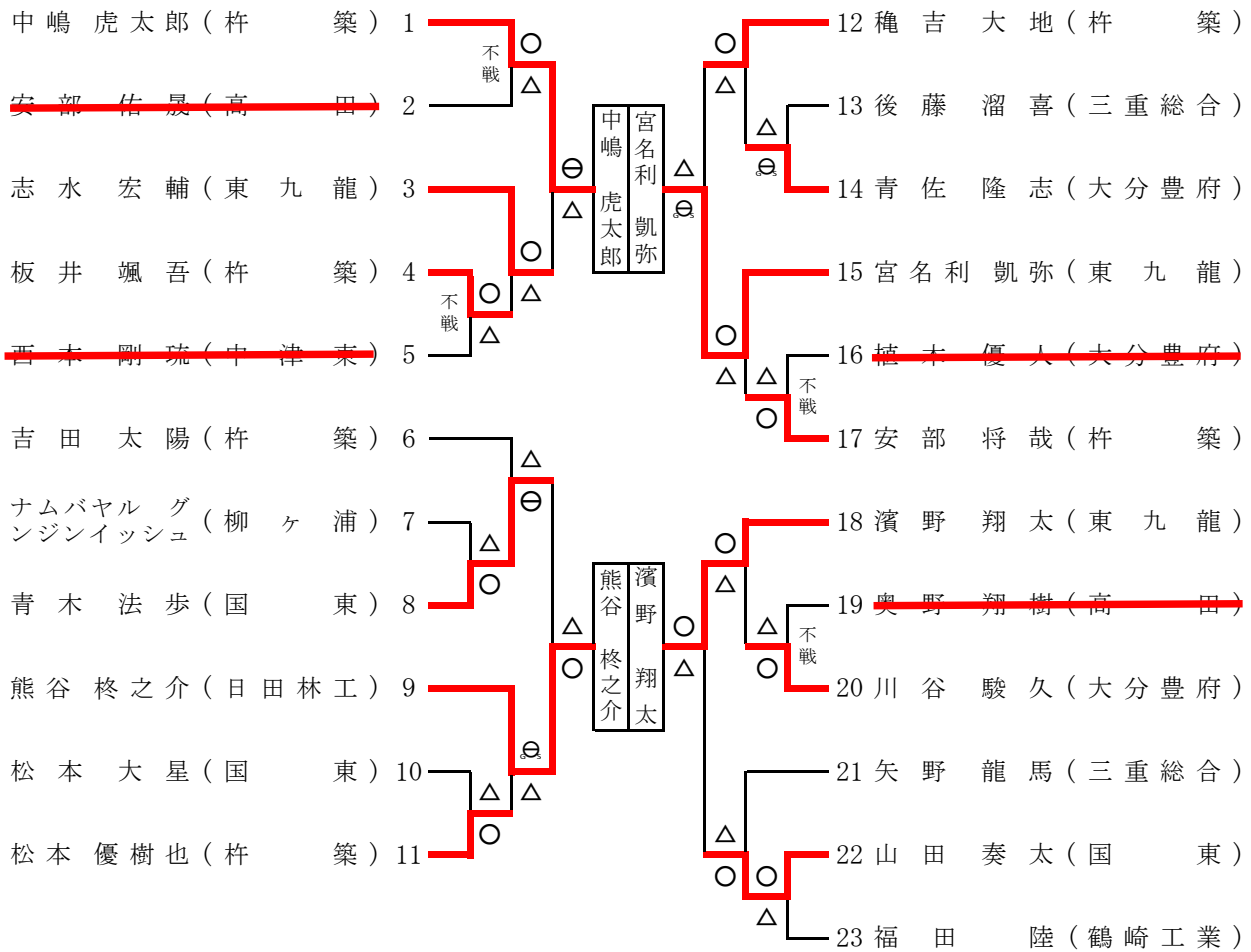 中嶋 虎太郎（杵 築）1
不戦
安部 佑晟（高 田）2
志水 宏輔（東九龍）3
板井 颯吾（杵 築）4
不戦
西本 剛琉（中津東）5
吉田 太陽（杵 築）6
ナムバヤル グ
ンジンイッシュ（柳ヶ浦）7
青木 法歩（国 東）8
熊谷 柊之介（日田林工）9
松本 大星（国 東）10
松本 優樹也（杵 築）11
中嶋 虎太郎
宮名利 凱弥
熊谷 柊之介
濱野 翔太
12 穐吉 大地（杵 築）
13 後藤 溜喜（三重総合）
14 青佐 隆志（大分豊府）
15 宮名利 凱弥（東九龍）
16 植木 優人（大分豊府）
不戦
17 安部 将哉（杵 築）
18 濱野 翔太（東九龍）
19 奥野 翔樹（高 田）
不戦
20 川谷 駿久（大分豊府）
21 矢野 龍馬（三重総合）
22 山田 奏太（国 東）
23 福田 陸（鶴崎工業）